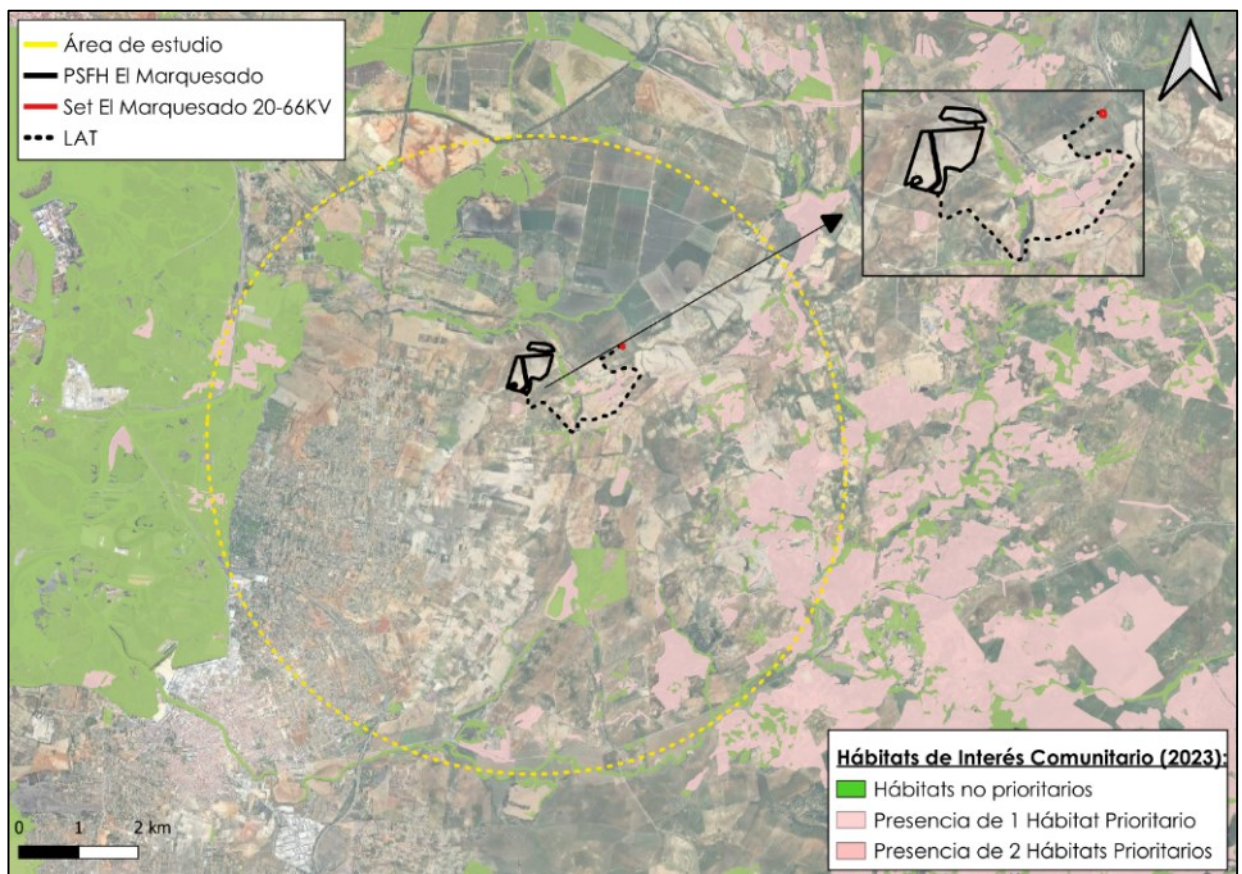 Área de estudio
PSFH El Marquesado
Set El Marquesado 20-66KV
LAT
0 1 2 km
Hábitats de Interés Comunitario (2023):
Hábitats no prioritarios
Presencia de 1 Hábitat Prioritario
Presencia de 2 Hábitats Prioritarios